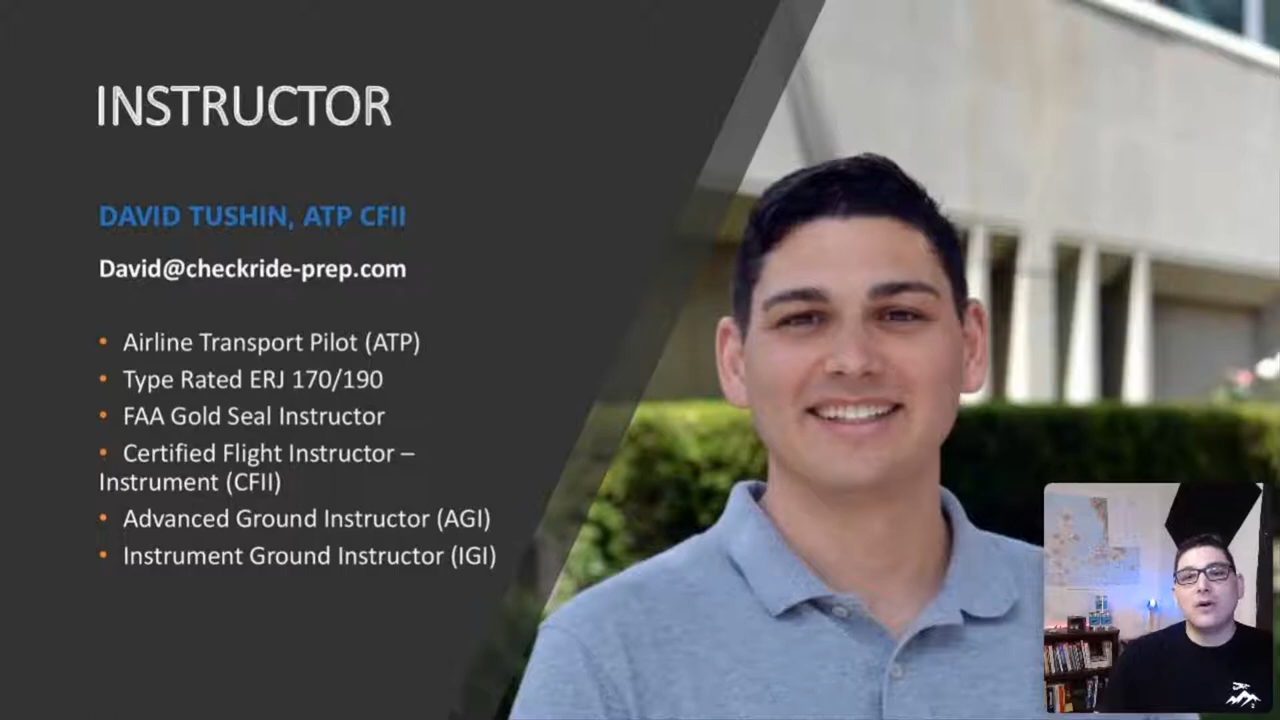 INSTRUCTOR
DAVID TUSHIN, ATP CFII
David@checkride-prep.com
• Airline Transport Pilot (ATP)
• Type Rated ERJ 170/190
• FAA Gold Seal Instructor
• Certified Flight Instructor –
Instrument (CFII)
• Advanced Ground Instructor (AGI)
• Instrument Ground Instructor (IGI)